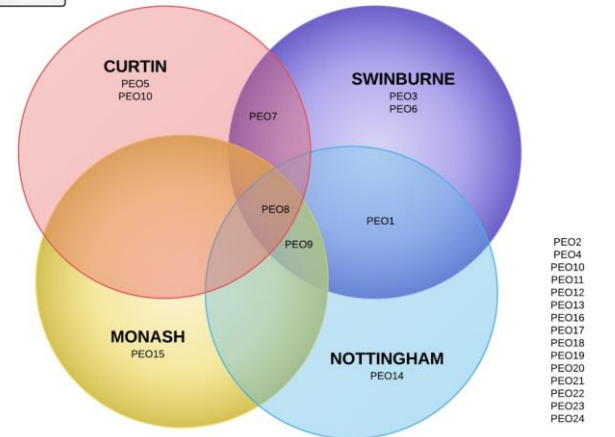 CURTIN
PEO5
PEO10
SWINBURNE
PEO3
PEO6
PEO7
PEO8
PEO9
PEO1
MONASH
PEO15
NOTTINGHAM
PEO14
PEO2
PEO4
PEO10
PEO11
PEO12
PEO13
PEO16
PEO17
PEO18
PEO19
PEO20
PEO21
PEO22
PEO23
PEO24